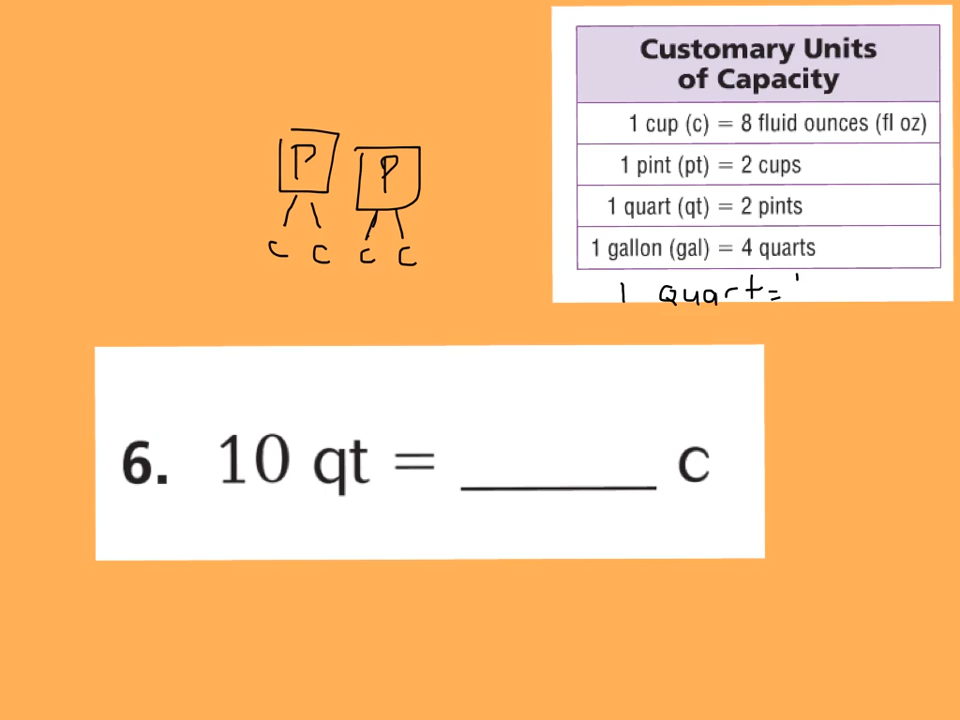 Customary Units
of Capacity
1 cup (c) = 8 fluid ounces (fl oz)
1 pint (pt) = 2 cups
1 quart (qt) = 2 pints
1 gallon (gal) = 4 quarts
1 quart =
P P
C C C C
6. 10 qt = ______ c